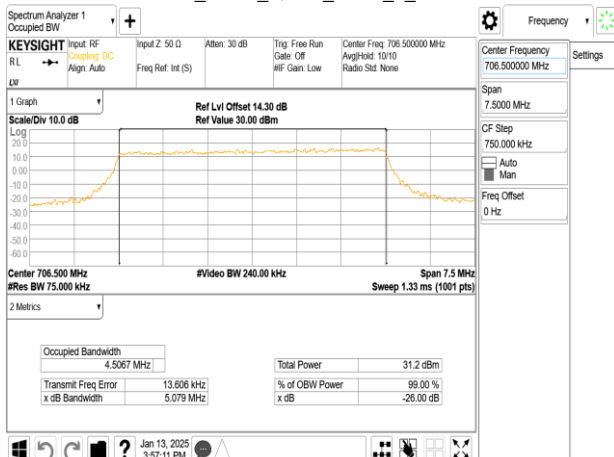 Spectrum Analyzer 1
Occupied BW
Frequency
KEYSIGHT
RL
Input: RF
Coupling: DC
Align: Auto
Input Z: 50 Ω
Freq Ref: Int (S)
Atten: 30 dB
Trig: Free Run
Gate: Off
#IF Gain: Low
Center Freq: 706.500000 MHz
Avg|Hold: 10/10
Radio Std: None
Center Frequency
706.500000 MHz
Settings
Span
7.5000 MHz
CF Step
750.000 kHz
Auto
Man
Freq Offset
0 Hz
1 Graph
Scale/Div 10.0 dB
Ref Lvl Offset 14.30 dB
Ref Value 30.00 dBm
Log
20.0
10.0
0.00
-10.0
-20.0
-30.0
-40.0
-50.0
-60.0
Center 706.500 MHz
#Video BW 240.00 kHz
Span 7.5 MHz
#Res BW 75.000 kHz
Sweep 1.33 ms (1001 pts)
2 Metrics
Occupied Bandwidth
4.5067 MHz
Total Power 31.2 dBm
Transmit Freq Error 13.606 kHz
% of OBW Power 99.00 %
x dB Bandwidth 5.079 MHz
x dB -26.00 dB
?
Jan 13, 2025
3:57:11 PM